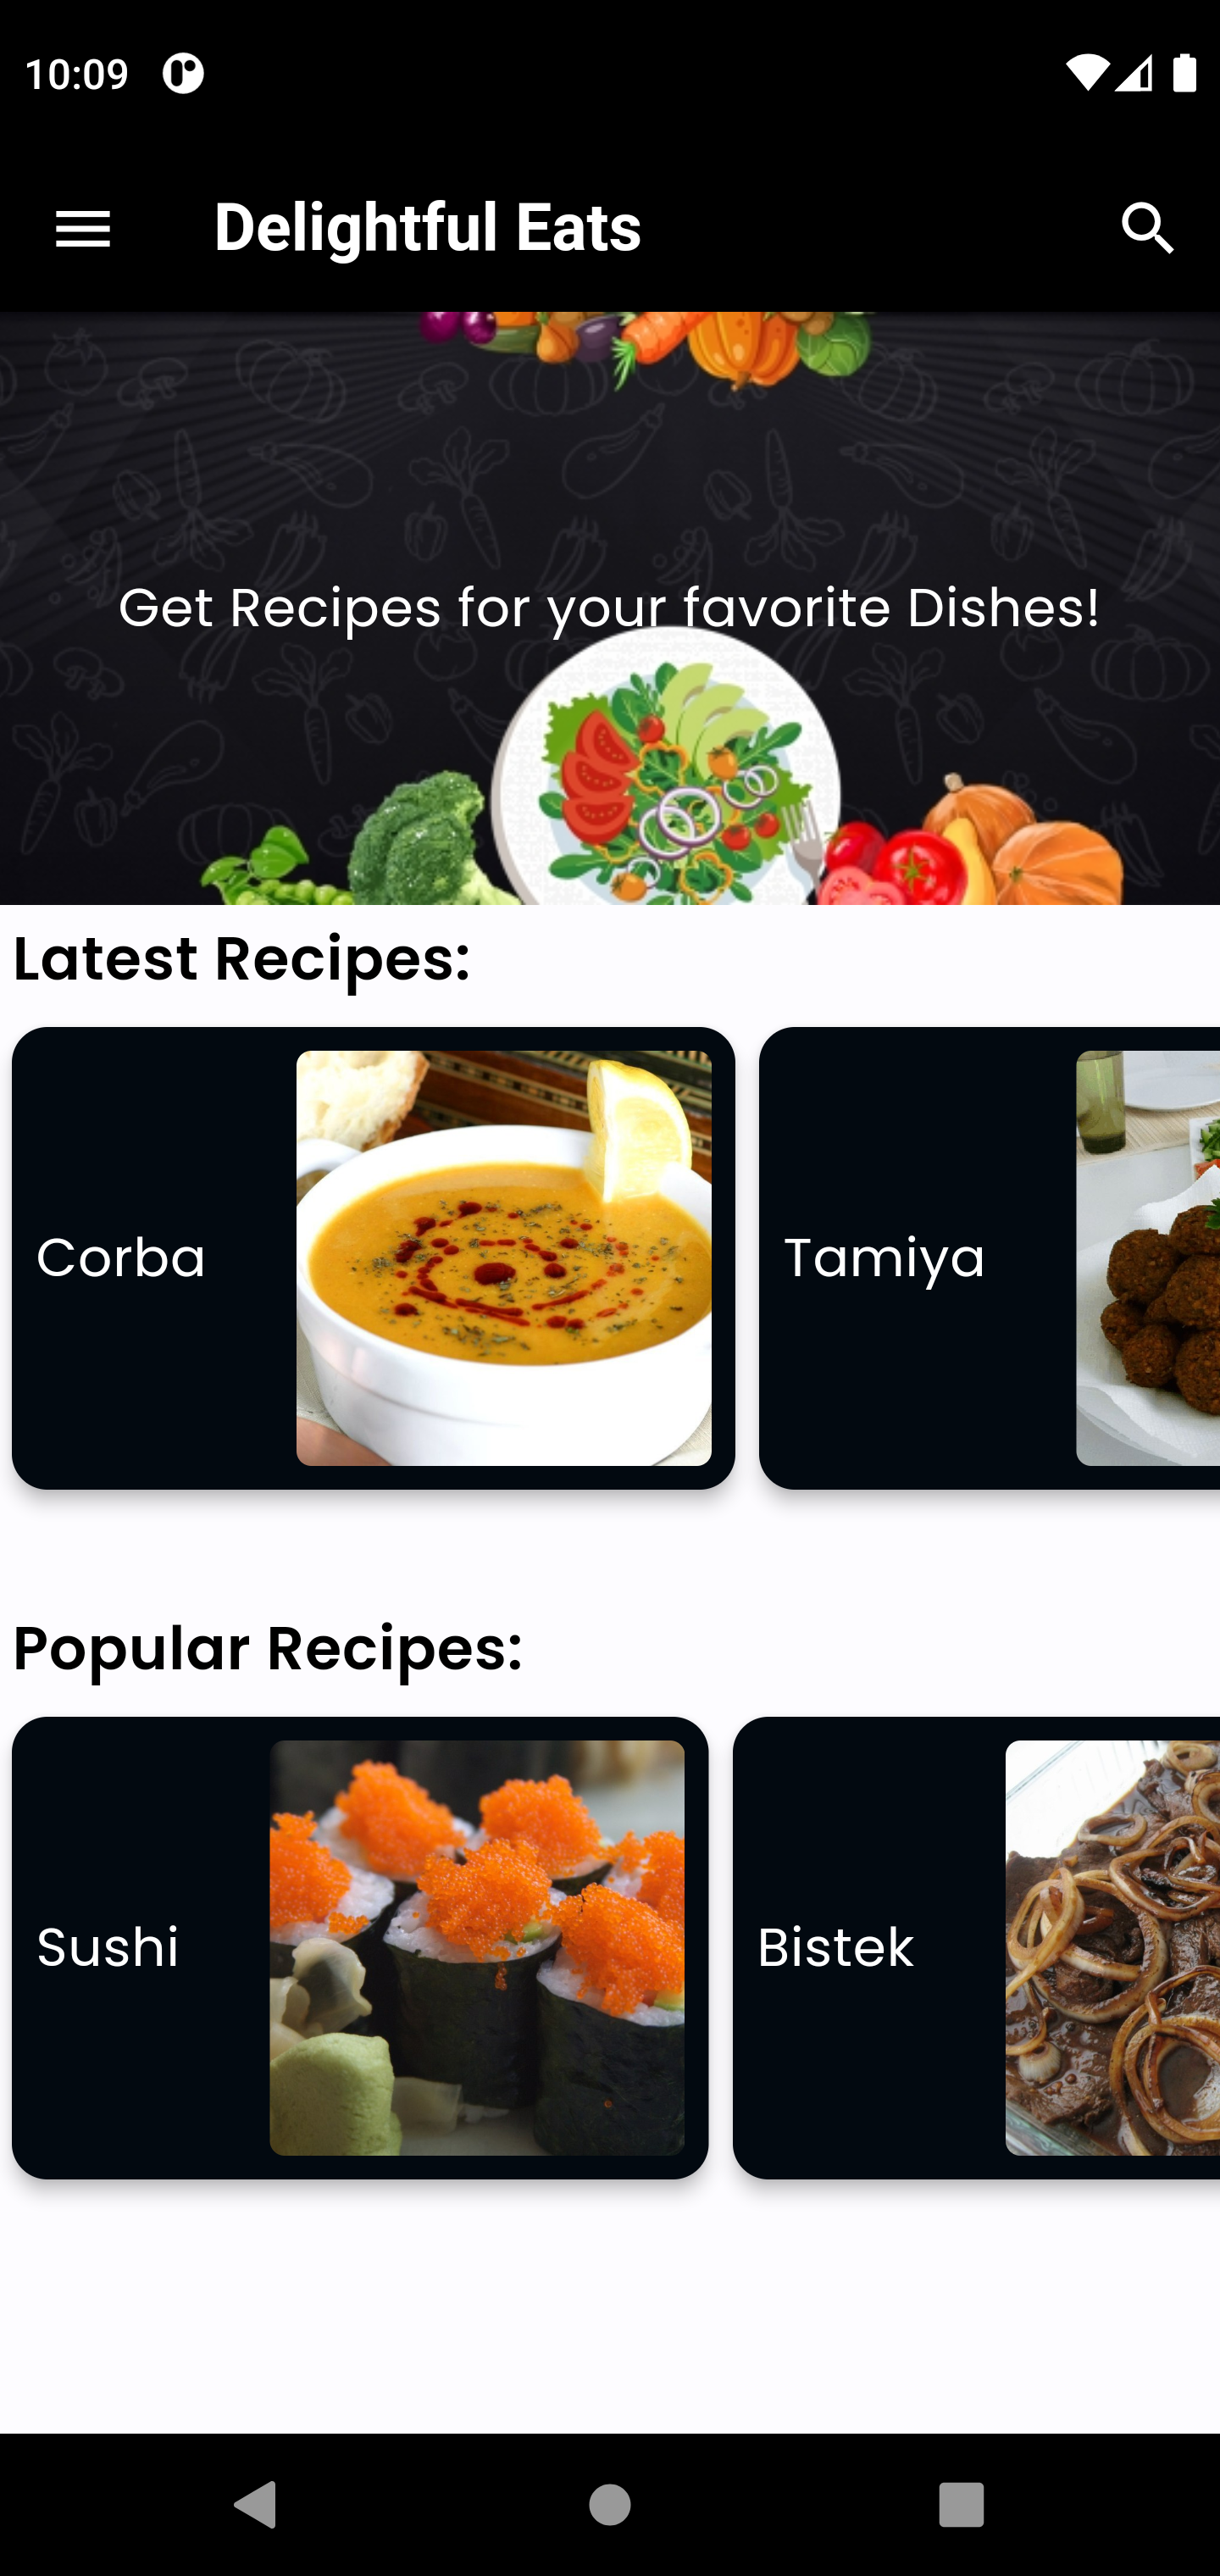 10:09
Delightful Eats
Get Recipes for your favorite Dishes!
Latest Recipes:
Corba
Tamiya
Popular Recipes:
Sushi
Bistek